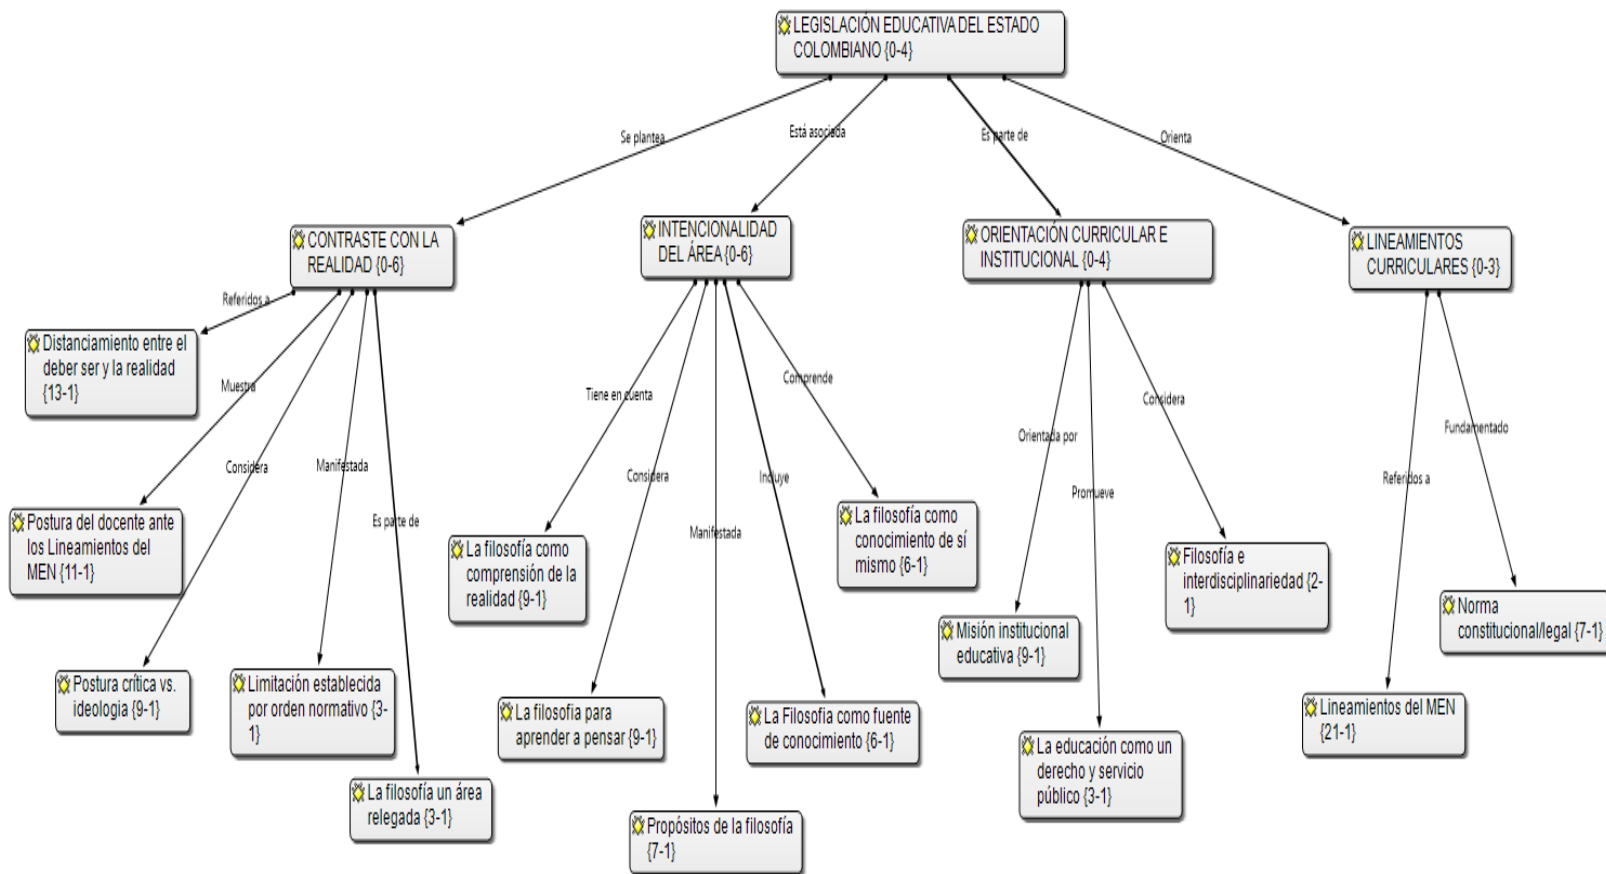 LEGISLACIÓN EDUCATIVA DEL ESTADO
COLOMBIANO {0-4}
Se plantea
Está asociada
Es parte de
Orienta
CONTRASTE CON LA
REALIDAD {0-6}
INTENCIONALIDAD
DEL ÁREA {0-6}
ORIENTACIÓN CURRICULAR E
INSTITUCIONAL {0-4}
LINEAMIENTOS
CURRICULARES {0-3}
Referidos a
Muestra
Considera
Manifestada
Es parte de
Distanciamiento entre el
deber ser y la realidad
{13-1}
Postura del docente ante
los Lineamientos del
MEN {11-1}
Postura crítica vs.
ideologia {9-1}
Limitación establecida
por orden normativo {3-
1}
La filosofía un área
relegada {3-1}
Tiene en cuenta
Considera
Manifestada
Incluye
Comprende
La filosofía como
comprensión de la
realidad {9-1}
La filosofia para
aprender a pensar {9-1}
Propósitos de la filosofía
{7-1}
La Filosofia como fuente
de conocimiento {6-1}
La filosofía como
conocimiento de sí
mismo {6-1}
Orientada por
Promueve
Considera
Misión institucional
educativa {9-1}
La educación como un
derecho y servicio
público {3-1}
Filosofía e
interdisciplinariedad {2-
1}
Referidos a
Fundamentado
Lineamientos del MEN
{21-1}
Norma
constitucional/legal {7-1}